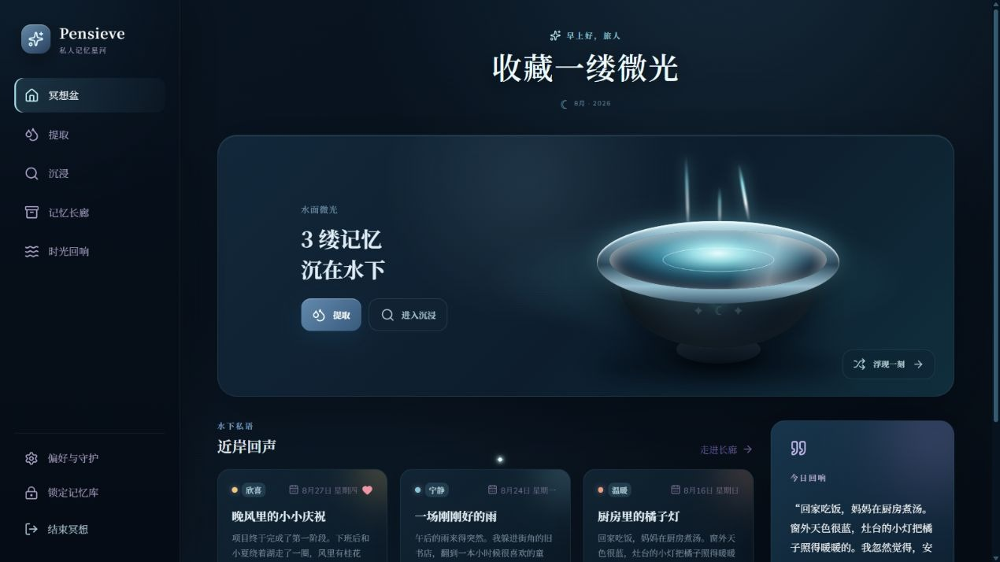 Pensieve
私人记忆星河
冥想盆
提取
沉浸
记忆长廊
时光回响
偏好与守护
锁定记忆库
结束冥想
早上好，旅人
收藏一缕微光
8月 · 2026
水面微光
3 缕记忆
沉在水下
提取
进入沉浸
浮现一刻
水下私语
近岸回声
走进长廊
欣喜
8月27日 星期四
晚风里的小小庆祝
项目终于完成了第一阶段。下班后和
小夏绕着湖走了一圈，风里有桂花
宁静
8月24日 星期一
一场刚刚好的雨
午后的雨来得突然。我躲进街角的旧
书店，翻到一本小时候很喜欢的童
温暖
8月16日 星期日
厨房里的橘子灯
回家吃饭，妈妈在厨房煮汤。窗外天
色很蓝，灶台的小灯把橘子照得暖暖
今日回响
“回家吃饭，妈妈在厨房煮汤。
窗外天色很蓝，灶台的小灯把橘
子照得暖暖的。我忽然觉得，安